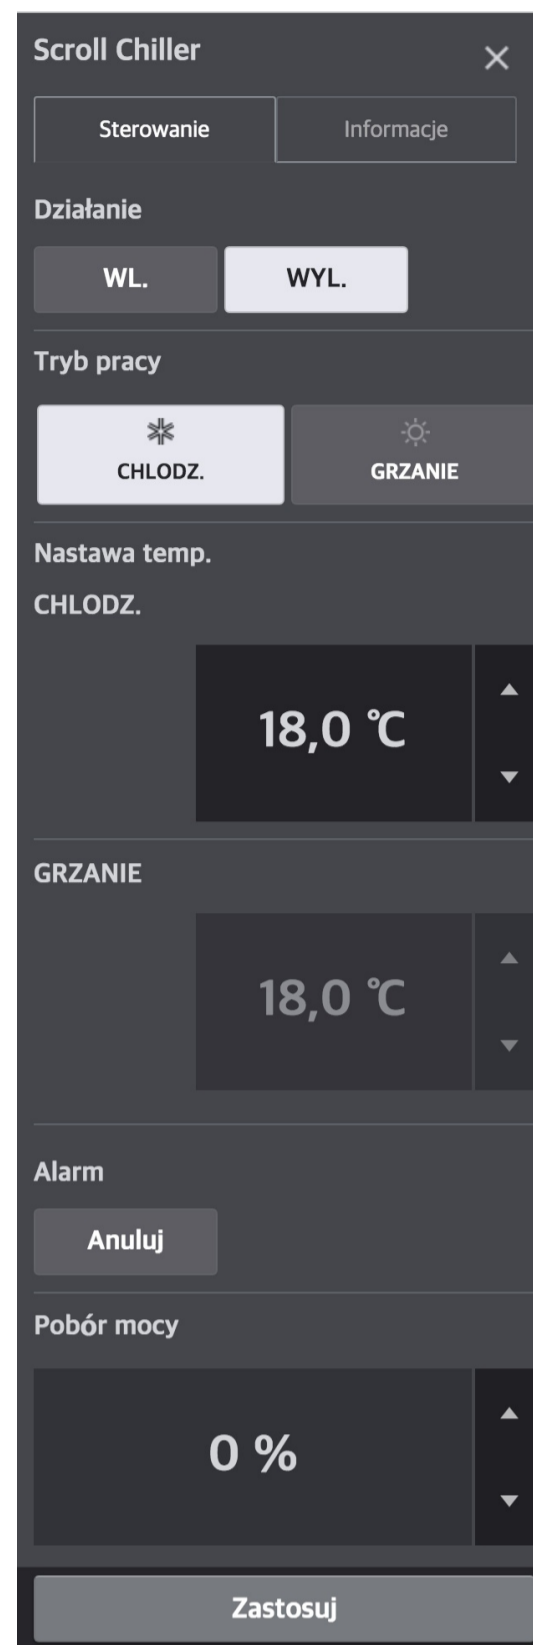 Scroll Chiller
Sterowanie
Informacje
Działanie
WL.
WYL.
Tryb pracy
CHLODZ.
GRZANIE
Nastawa temp.
CHLODZ.
18,0 ℃
GRZANIE
18,0 ℃
Alarm
Anuluj
Pobór mocy
0 %
Zastosuj